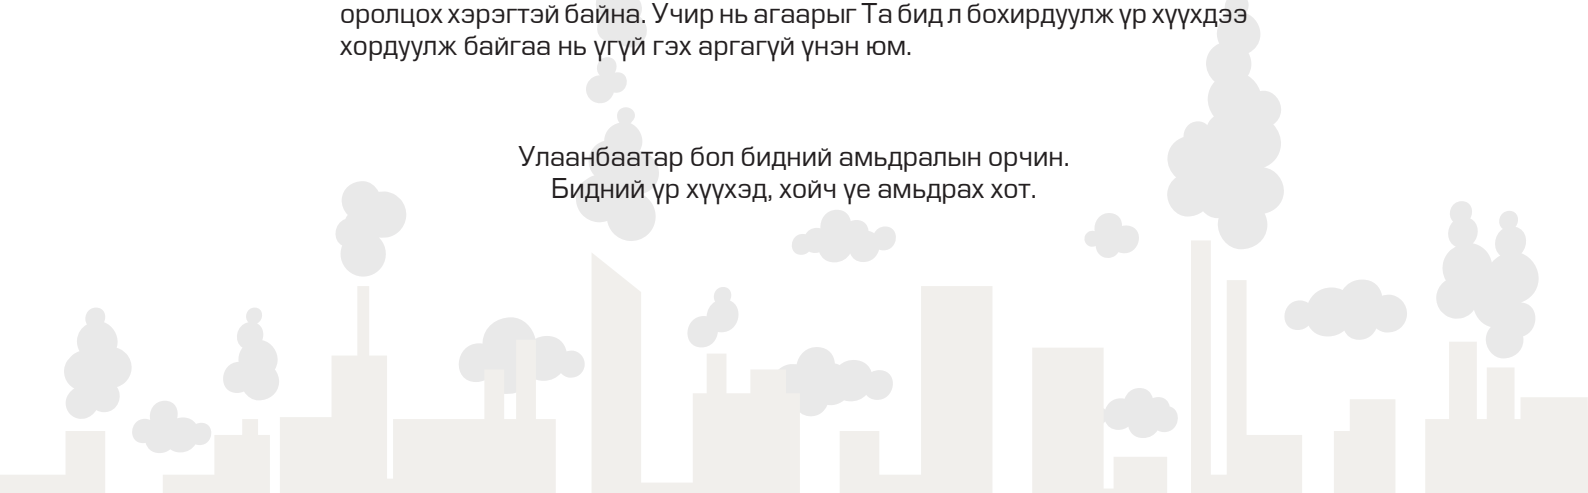 оролцох хэрэгтэй байна. Учир нь агаарыг Та бид л бохирдуулж үр хүүхдээ
хордуулж байгаа нь үгүй гэх аргагүй үнэн юм.
Улаанбаатар бол бидний амьдралын орчин.
Бидний үр хүүхэд, хойч үе амьдрах хот.